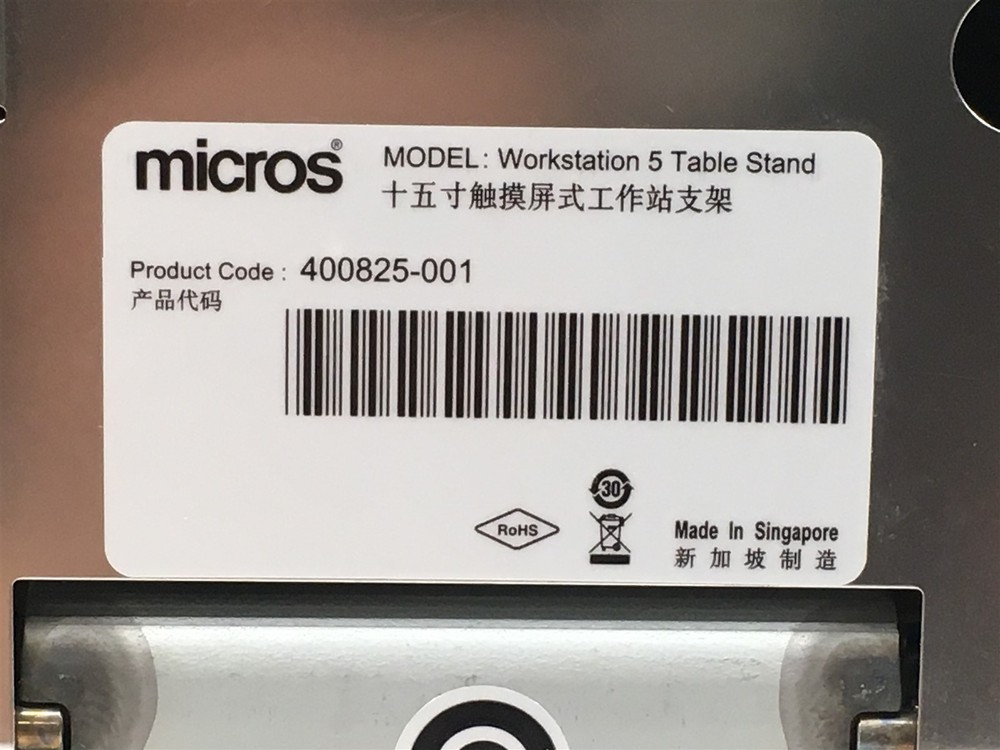 micros®
MODEL: Workstation 5 Table Stand
十五寸触摸屏式工作站支架
Product Code : 400825-001
产品代码
30
RoHS
Made In Singapore
新加坡制造